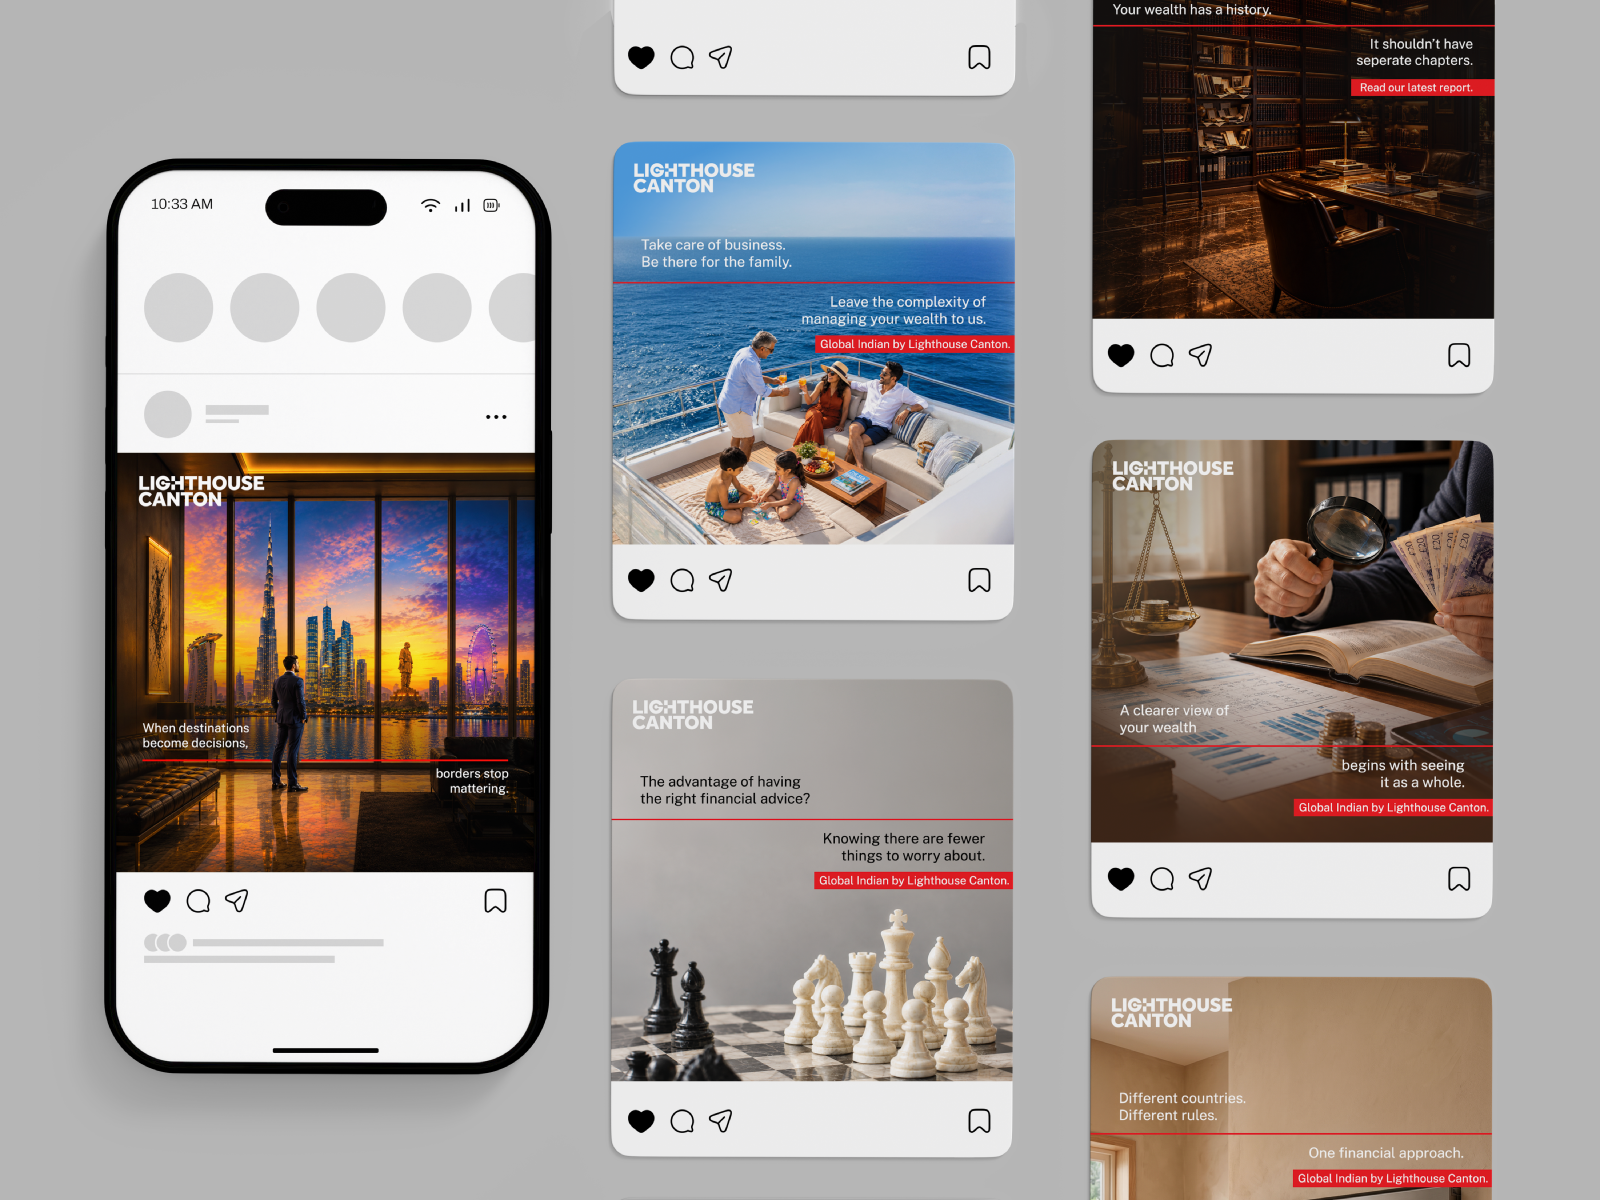 10:33 AM
LIGHTHOUSE
CANTON
When destinations
become decisions,
borders stop
mattering.
LIGHTHOUSE
CANTON
Take care of business.
Be there for the family.
Leave the complexity of
managing your wealth to us.
Global Indian by Lighthouse Canton.
LIGHTHOUSE
CANTON
The advantage of having
the right financial advice?
Knowing there are fewer
things to worry about.
Global Indian by Lighthouse Canton.
Your wealth has a history.
It shouldn't have
seperate chapters.
Read our latest report.
LIGHTHOUSE
CANTON
£20
£20
£20
£20
A clearer view of
your wealth
begins with seeing
it as a whole.
Global Indian by Lighthouse Canton.
LIGHTHOUSE
CANTON
Different countries.
Different rules.
One financial approach.
Global Indian by Lighthouse Canton.